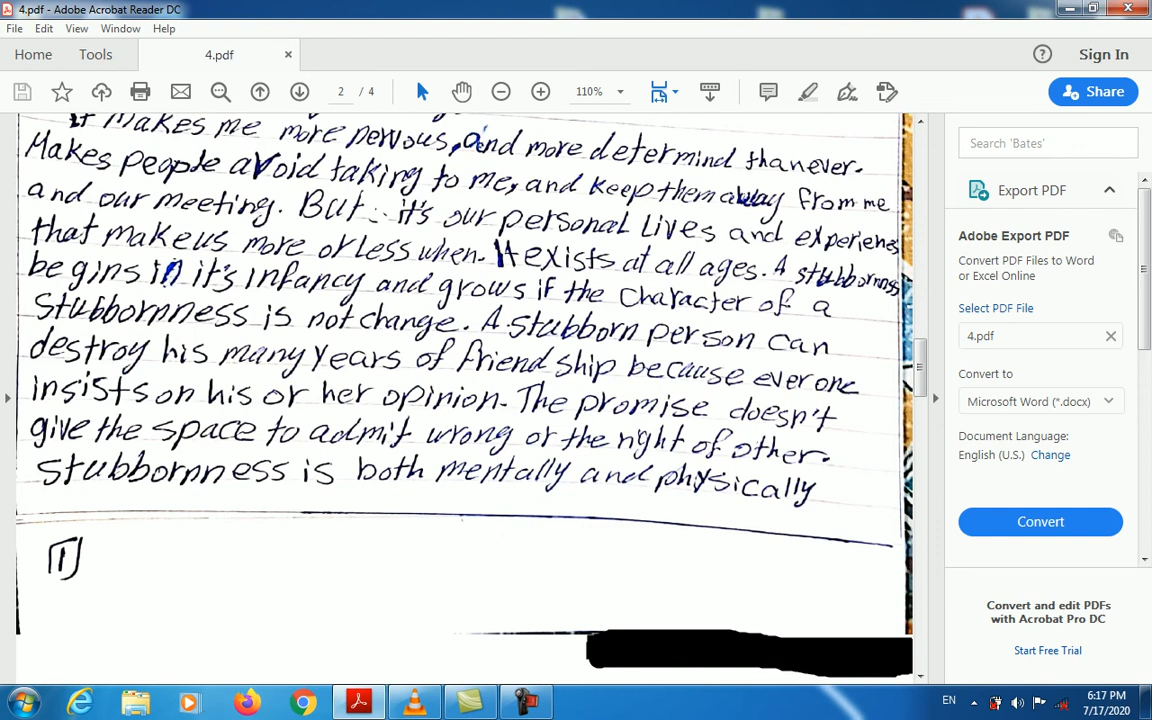 4.pdf - Adobe Acrobat Reader DC
File Edit View Window Help
Home Tools 4.pdf × Sign In
2 / 4 110% Share
It makes me more nervous, and more determind than ever.
Makes people avoid taking to me, and keep them away from me
and our meeting. But it's our personal lives and experiences
that make us more or less when. It exists at all ages. A stubbornness
begins in it's infancy and grows if the character of a
stubbornness is not change. A stubborn person can
destroy his many years of friendship because everone
insists on his or her opinion. The promise doesn't
give the space to admit wrong or the right of other.
Stubbornness is both mentally and physically
1
Search 'Bates'
Export PDF
Adobe Export PDF
Convert PDF Files to Word
or Excel Online
Select PDF File
4.pdf
Convert to
Microsoft Word (*.docx)
Document Language:
English (U.S.) Change
Convert
Convert and edit PDFs
with Acrobat Pro DC
Start Free Trial
EN 6:17 PM
7/17/2020